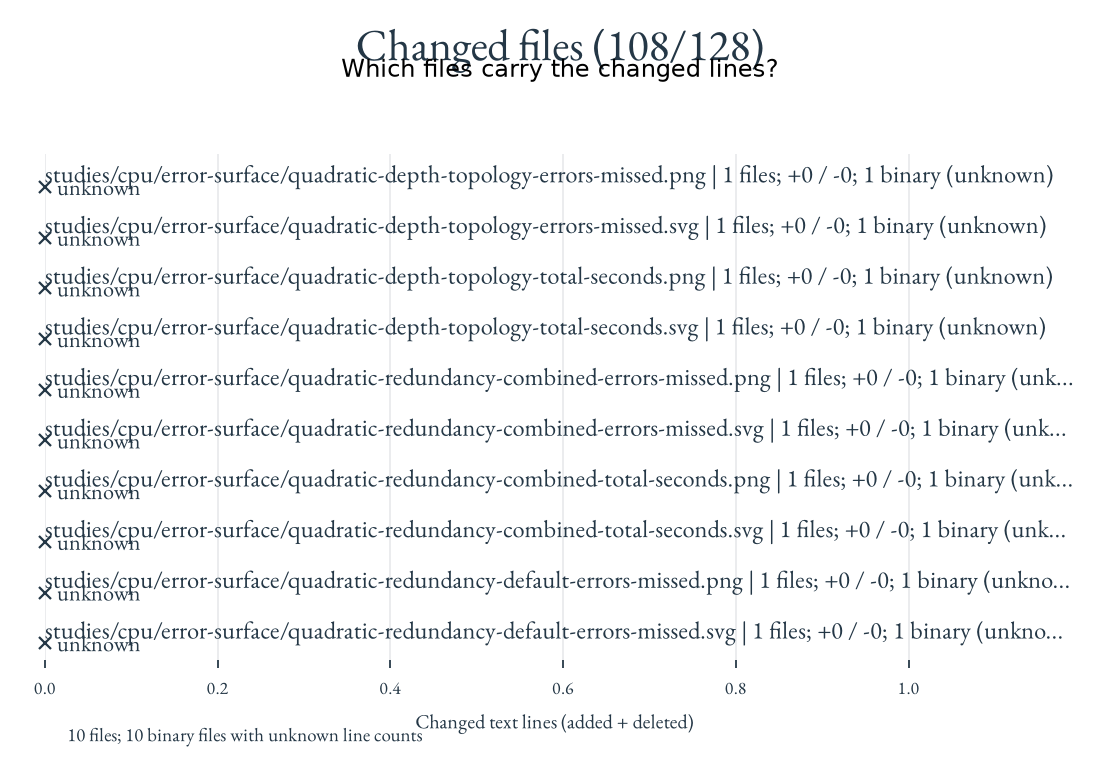 Changed files (108/128)
Which files carry the changed lines?
studies/cpu/error-surface/quadratic-depth-topology-errors-missed.png | 1 files; +0 / -0; 1 binary (unknown)
unknown
studies/cpu/error-surface/quadratic-depth-topology-errors-missed.svg | 1 files; +0 / -0; 1 binary (unknown)
unknown
studies/cpu/error-surface/quadratic-depth-topology-total-seconds.png | 1 files; +0 / -0; 1 binary (unknown)
unknown
studies/cpu/error-surface/quadratic-depth-topology-total-seconds.svg | 1 files; +0 / -0; 1 binary (unknown)
unknown
studies/cpu/error-surface/quadratic-redundancy-combined-errors-missed.png | 1 files; +0 / -0; 1 binary (unk...
unknown
studies/cpu/error-surface/quadratic-redundancy-combined-errors-missed.svg | 1 files; +0 / -0; 1 binary (unk...
unknown
studies/cpu/error-surface/quadratic-redundancy-combined-total-seconds.png | 1 files; +0 / -0; 1 binary (unk...
unknown
studies/cpu/error-surface/quadratic-redundancy-combined-total-seconds.svg | 1 files; +0 / -0; 1 binary (unk...
unknown
studies/cpu/error-surface/quadratic-redundancy-default-errors-missed.png | 1 files; +0 / -0; 1 binary (unkno...
unknown
studies/cpu/error-surface/quadratic-redundancy-default-errors-missed.svg | 1 files; +0 / -0; 1 binary (unkno...
unknown
0.0 0.2 0.4 0.6 0.8 1.0
Changed text lines (added + deleted)
10 files; 10 binary files with unknown line counts